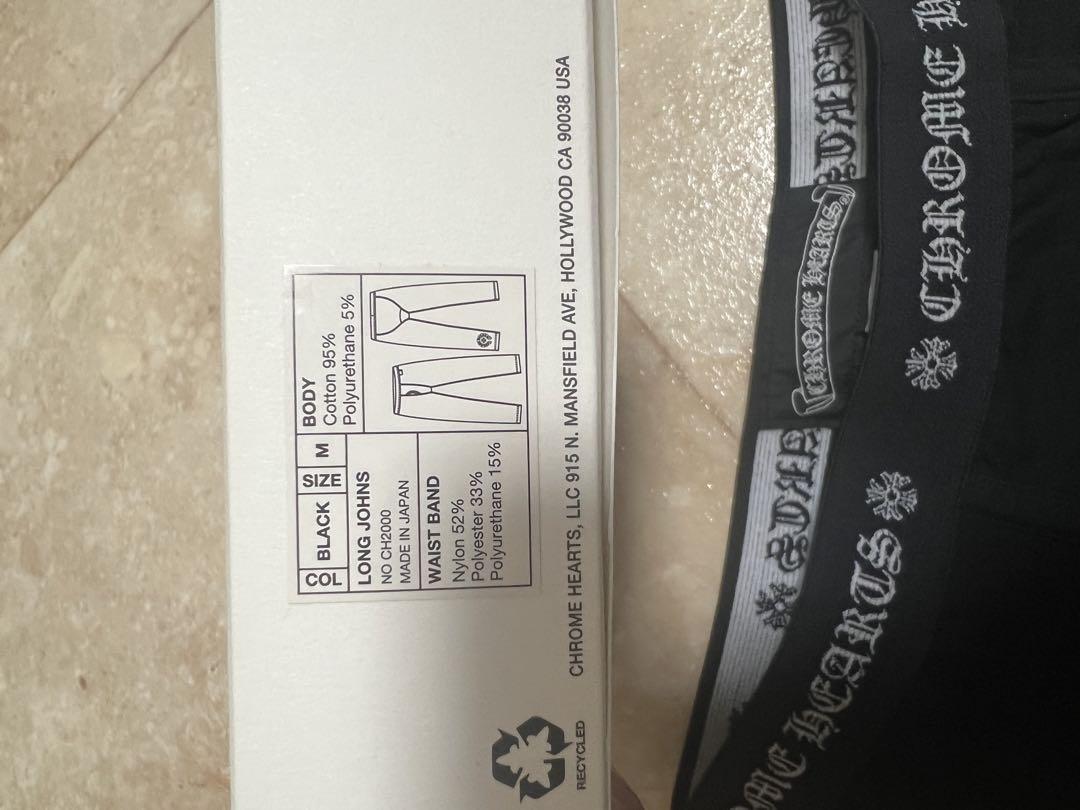 COL
BLACK
SIZE
M
LONG JOHNS
NO CH2000
MADE IN JAPAN
BODY
Cotton 95%
Polyurethane 5%
WAIST BAND
Nylon 52%
Polyester 33%
Polyurethane 15%
CHROME HEARTS, LLC 915 N. MANSFIELD AVE, HOLLYWOOD CA 90038 USA
RECYCLED
CHROME HEARTS
CHROME H
OME HEARTS